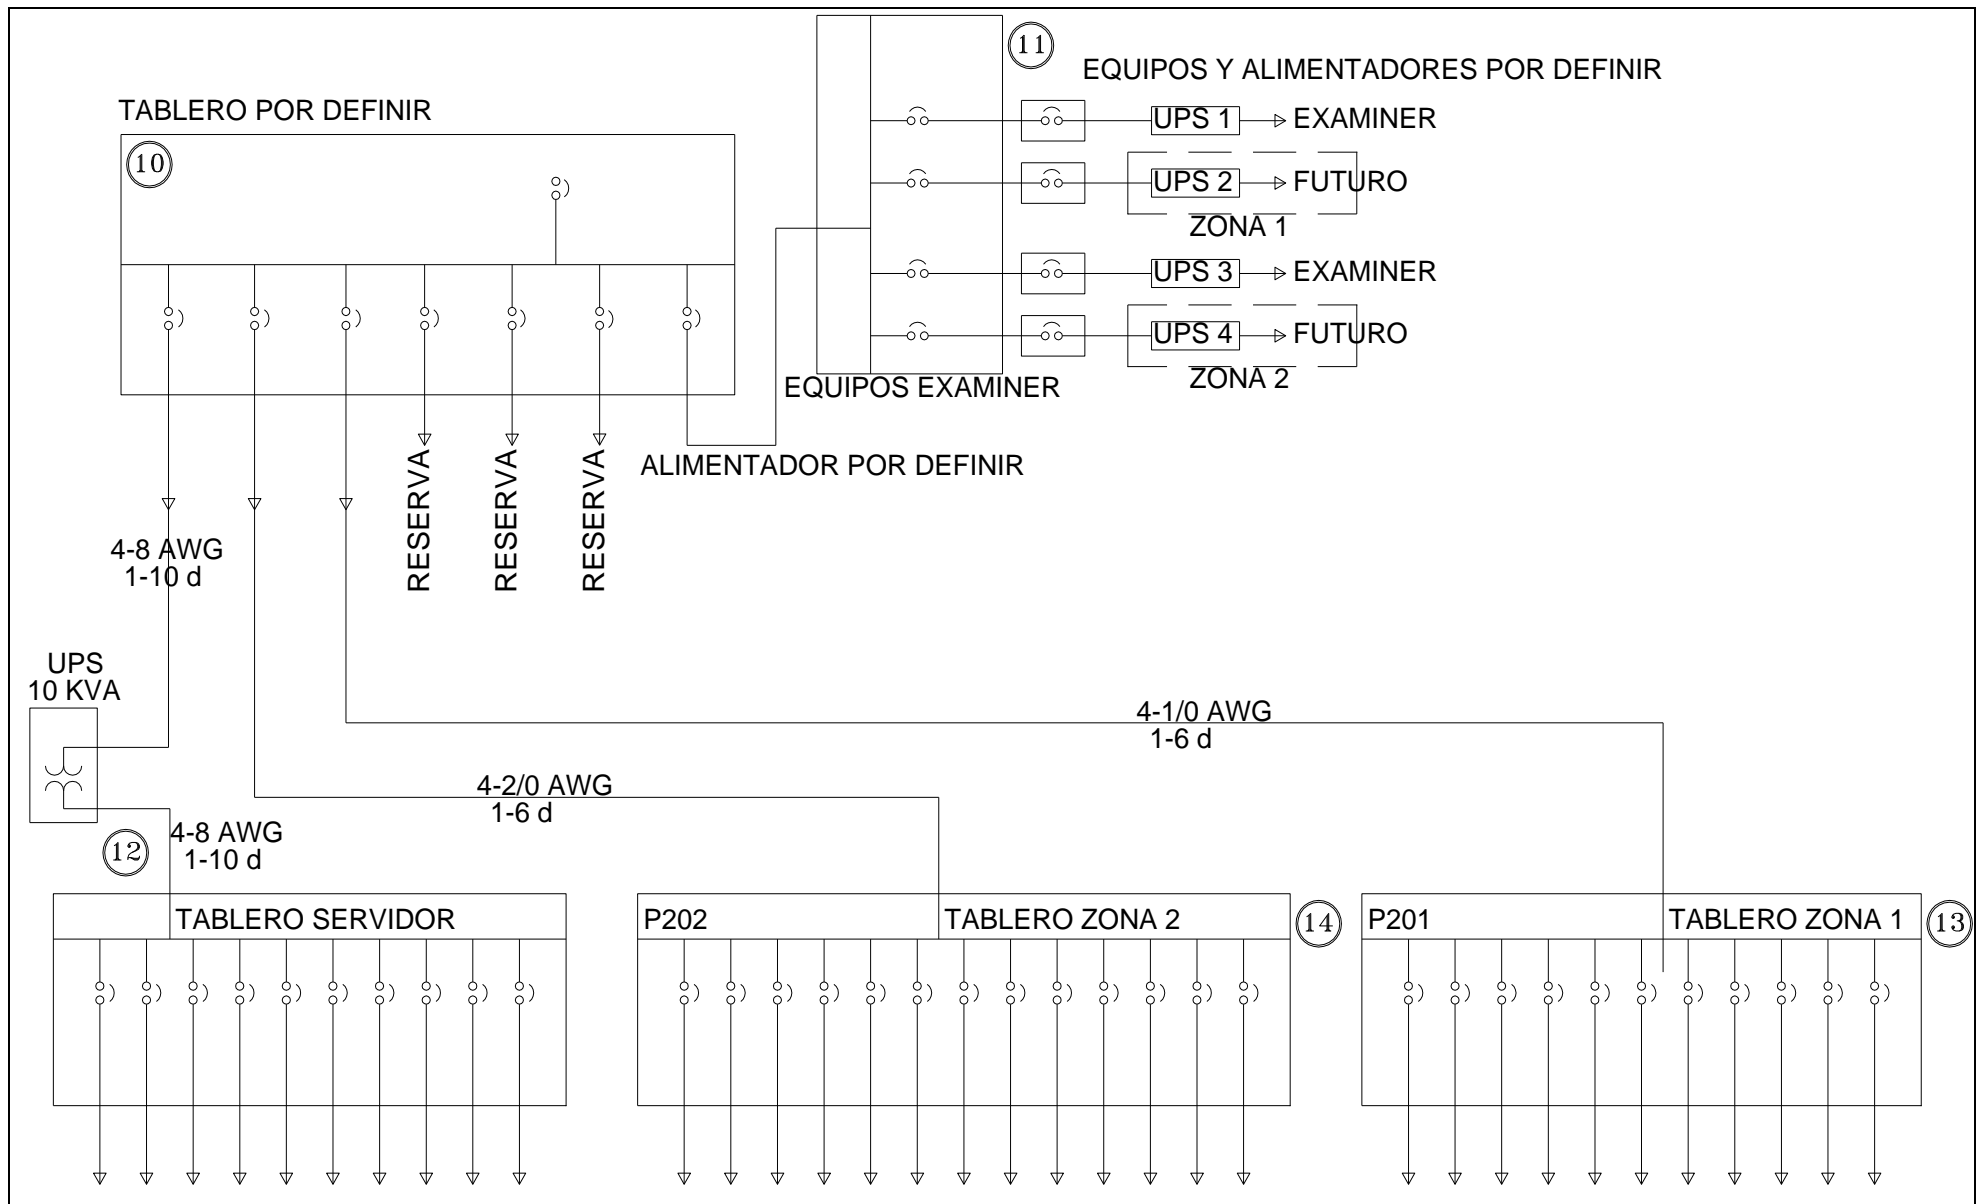 11
EQUIPOS Y ALIMENTADORES POR DEFINIR
TABLERO POR DEFINIR
10
UPS 1
EXAMINER
UPS 2
FUTURO
ZONA 1
UPS 3
EXAMINER
UPS 4
FUTURO
ZONA 2
EQUIPOS EXAMINER
ALIMENTADOR POR DEFINIR
RESERVA
RESERVA
RESERVA
4-8 AWG
1-10 d
UPS
10 KVA
4-1/0 AWG
1-6 d
4-2/0 AWG
1-6 d
4-8 AWG
1-10 d
12
TABLERO SERVIDOR
P202
TABLERO ZONA 2
14
P201
TABLERO ZONA 1
13